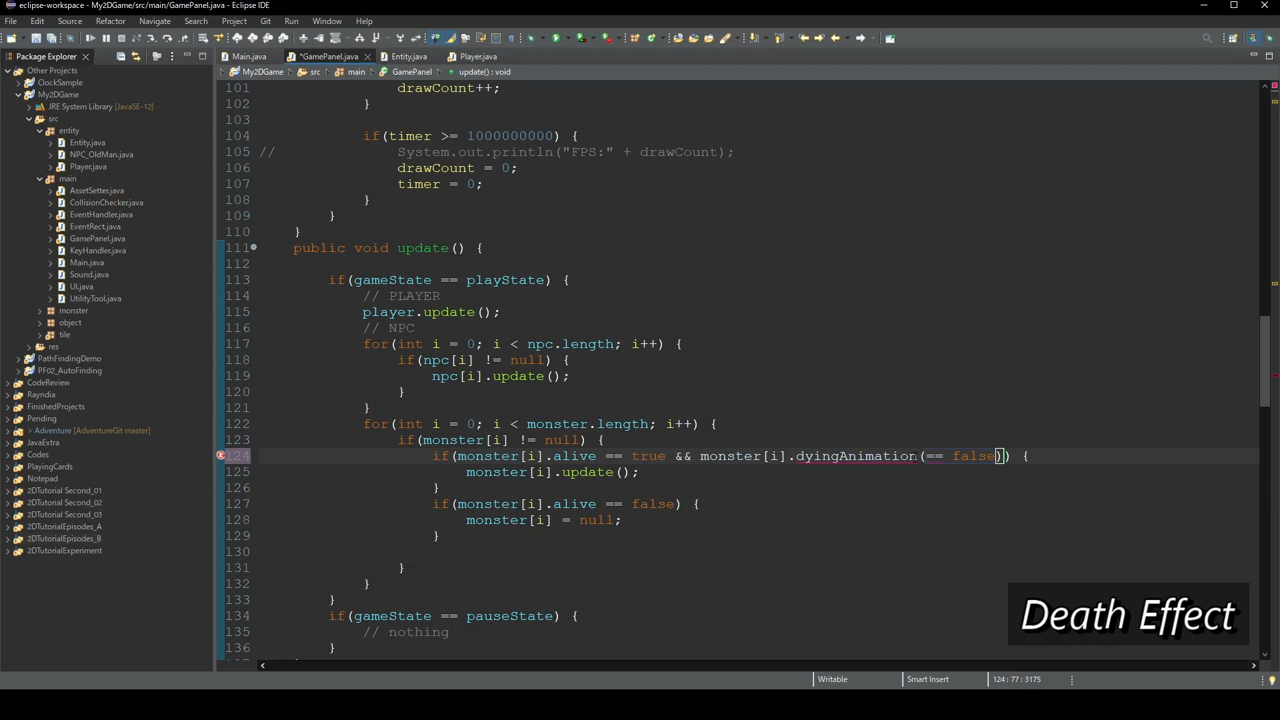 eclipse-workspace - My2DGame/src/main/GamePanel.java - Eclipse IDE
File Edit Source Refactor Navigate Search Project Git Run Window Help
Package Explorer
Main.java *GamePanel.java Entity.java Player.java
My2DGame src main GamePanel update() : void
Other Projects
ClockSample
My2DGame
JRE System Library [JavaSE-12]
src
entity
Entity.java
NPC_OldMan.java
Player.java
main
AssetSetter.java
CollisionChecker.java
EventHandler.java
EventRect.java
GamePanel.java
KeyHandler.java
Main.java
Sound.java
UI.java
UtilityTool.java
monster
object
tile
res
PathFindingDemo
PF02_AutoFinding
CodeReview
Rayndia
FinishedProjects
Pending
> Adventure [AdventureGit master]
JavaExtra
Codes
PlayingCards
Notepad
2DTutorial Second_01
2DTutorial Second_02
2DTutorial Second_03
2DTutorialEpisodes_A
2DTutorialEpisodes_B
2DTutorialExperiment
101 drawCount++;
102 }
103
104 if(timer >= 1000000000) {
105 // System.out.println("FPS:" + drawCount);
106 drawCount = 0;
107 timer = 0;
108 }
109 }
110 }
111 public void update() {
112
113 if(gameState == playState) {
114 // PLAYER
115 player.update();
116 // NPC
117 for(int i = 0; i < npc.length; i++) {
118 if(npc[i] != null) {
119 npc[i].update();
120 }
121 }
122 for(int i = 0; i < monster.length; i++) {
123 if(monster[i] != null) {
124 if(monster[i].alive == true && monster[i].dyingAnimation(== false)) {
125 monster[i].update();
126 }
127 if(monster[i].alive == false) {
128 monster[i] = null;
129 }
130
131 }
132 }
133 }
134 if(gameState == pauseState) {
135 // nothing
136 }
Death Effect
Writable Smart Insert 124 : 77 : 3175